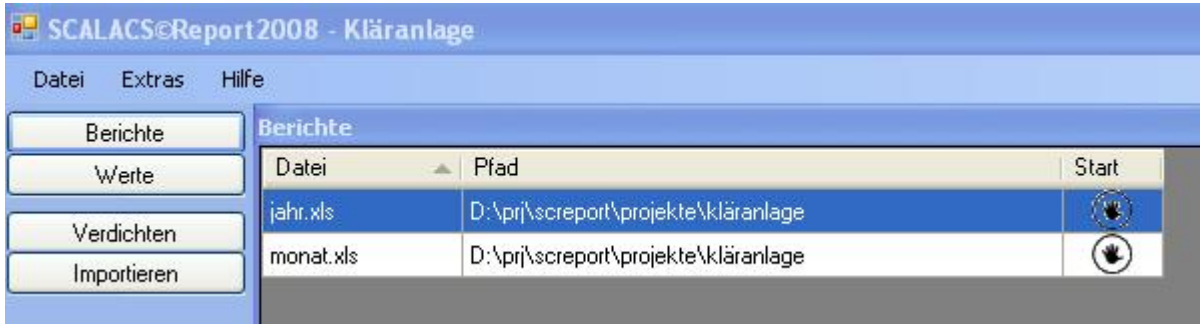 SCALACS©Report2008 - Kläranlage
Datei Extras Hilfe
Berichte
Werte
Verdichten
Importieren
Berichte
Datei Pfad Start
jahr.xls D:\prj\screport\projekte\kläranlage
monat.xls D:\prj\screport\projekte\kläranlage